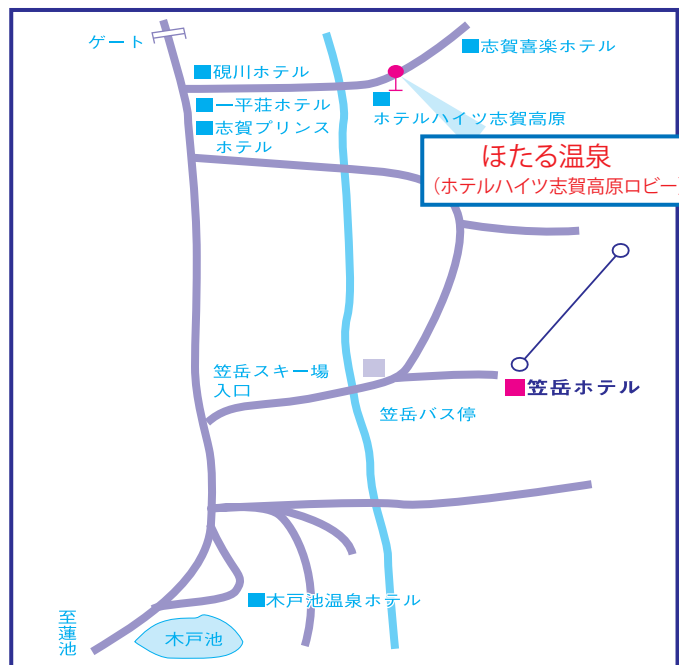 ゲート
志賀喜楽ホテル
硯川ホテル
一平荘ホテル
ホテルハイツ志賀高原
志賀プリンス
ホテル
ほたる温泉
(ホテルハイツ志賀高原ロビー)
笠岳スキー場
入口
笠岳ホテル
笠岳バス停
木戸池温泉ホテル
至蓮池
木戸池